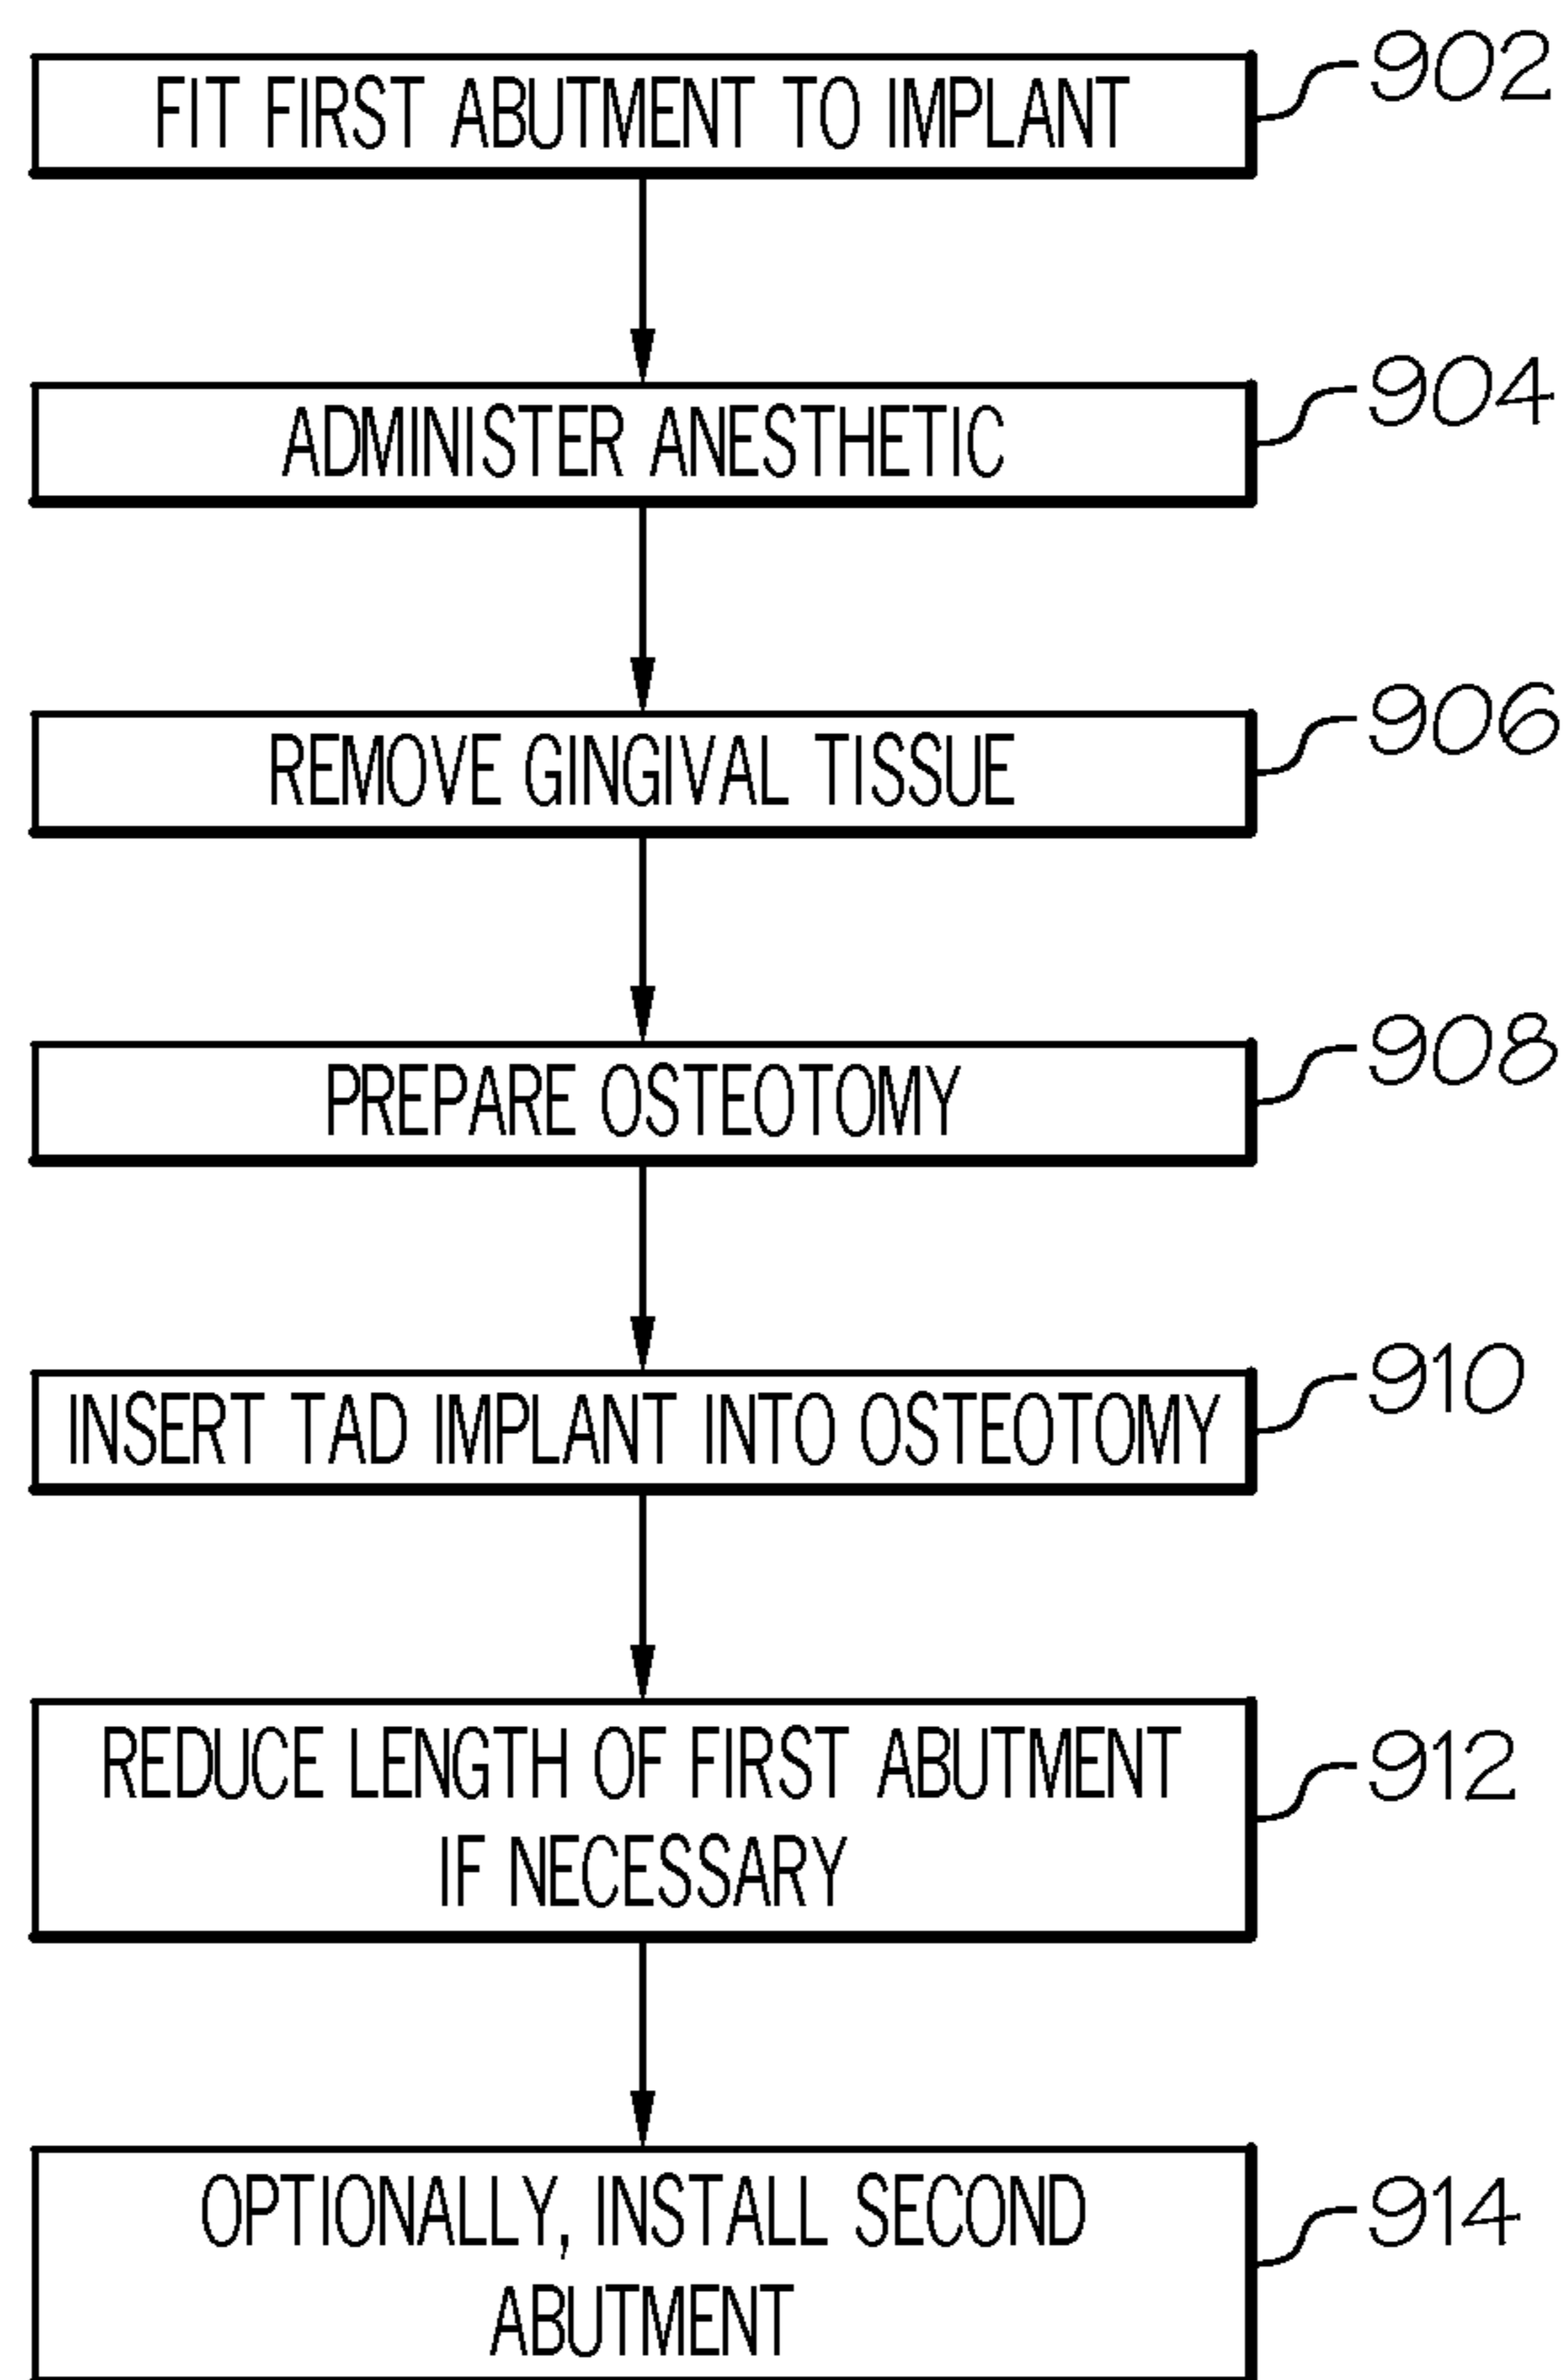 FIT FIRST ABUTMENT TO IMPLANT
902
ADMINISTER ANESTHETIC
904
REMOVE GINGIVAL TISSUE
906
PREPARE OSTEOTOMY
908
INSERT TAD IMPLANT INTO OSTEOTOMY
910
REDUCE LENGTH OF FIRST ABUTMENT
IF NECESSARY
912
OPTIONALLY, INSTALL SECOND
ABUTMENT
914